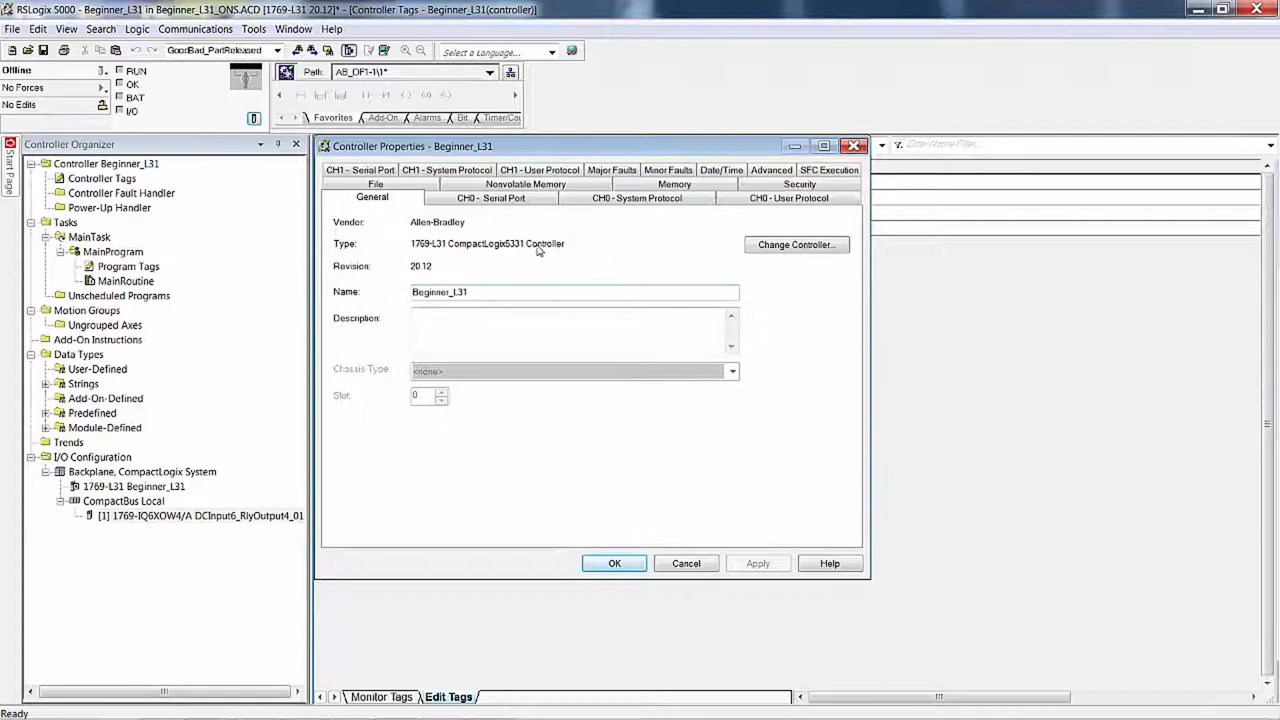 RSLogix 5000 - Beginner_L31 in Beginner_L31_ONS.ACD [1769-L31 20.12]* - [Controller Tags - Beginner_L31(controller)]
File Edit View Search Logic Communications Tools Window Help
GoodBad_PartReleased Select a Language...
Offline RUN Path: AB_DF1-1\1*
No Forces OK
No Edits BAT
I/O
Favorites Add-On Alarms Bit Timer/Cou
Start Page
Controller Organizer
Controller Beginner_L31
Controller Tags
Controller Fault Handler
Power-Up Handler
Tasks
MainTask
MainProgram
Program Tags
MainRoutine
Unscheduled Programs
Motion Groups
Ungrouped Axes
Add-On Instructions
Data Types
User-Defined
Strings
Add-On-Defined
Predefined
Module-Defined
Trends
I/O Configuration
Backplane, CompactLogix System
1769-L31 Beginner_L31
CompactBus Local
[1] 1769-IQ6XOW4/A DCInput6_RlyOutput4_01
Controller Properties - Beginner_L31
CH1 - Serial Port CH1 - System Protocol CH1 - User Protocol Major Faults Minor Faults Date/Time Advanced SFC Execution
File Nonvolatile Memory Memory Security
General CH0 - Serial Port CH0 - System Protocol CH0 - User Protocol
Vendor: Allen-Bradley
Type: 1769-L31 CompactLogix5331 Controller Change Controller...
Revision: 20.12
Name: Beginner_L31
Description:
Chassis Type: <none>
Slot: 0
OK Cancel Apply Help
Enter Name Filter...
Monitor Tags Edit Tags
Ready